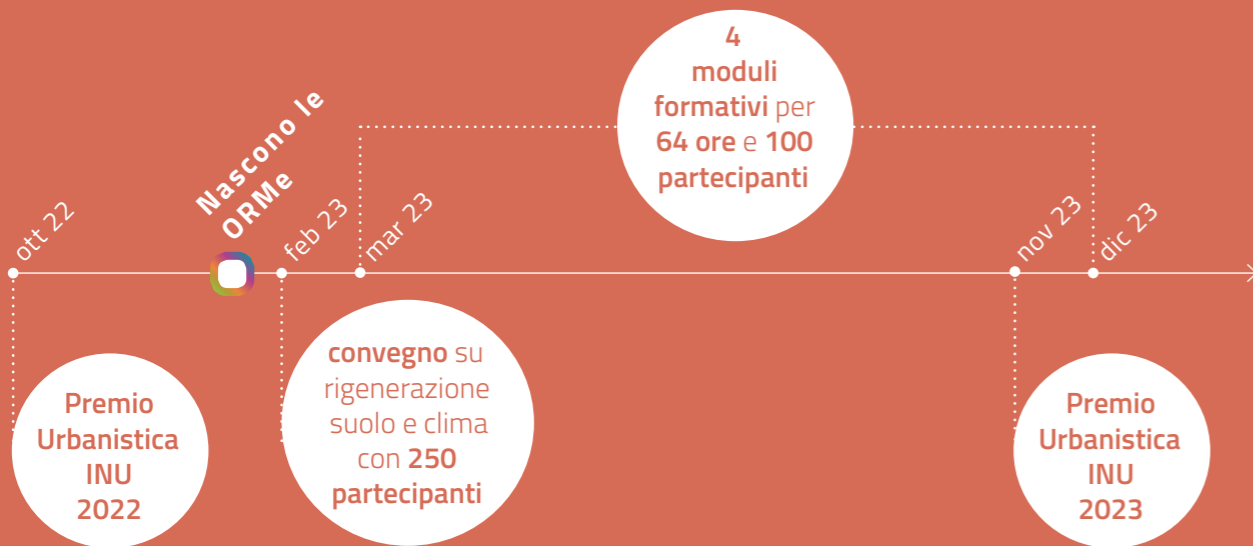 4
moduli
formativi per
64 ore e 100
partecipanti
Nascono le
ORMe
ott 22
feb 23
mar 23
nov 23
dic 23
Premio
Urbanistica
INU
2022
convegno su
rigenerazione
suolo e clima
con 250
partecipanti
Premio
Urbanistica
INU
2023